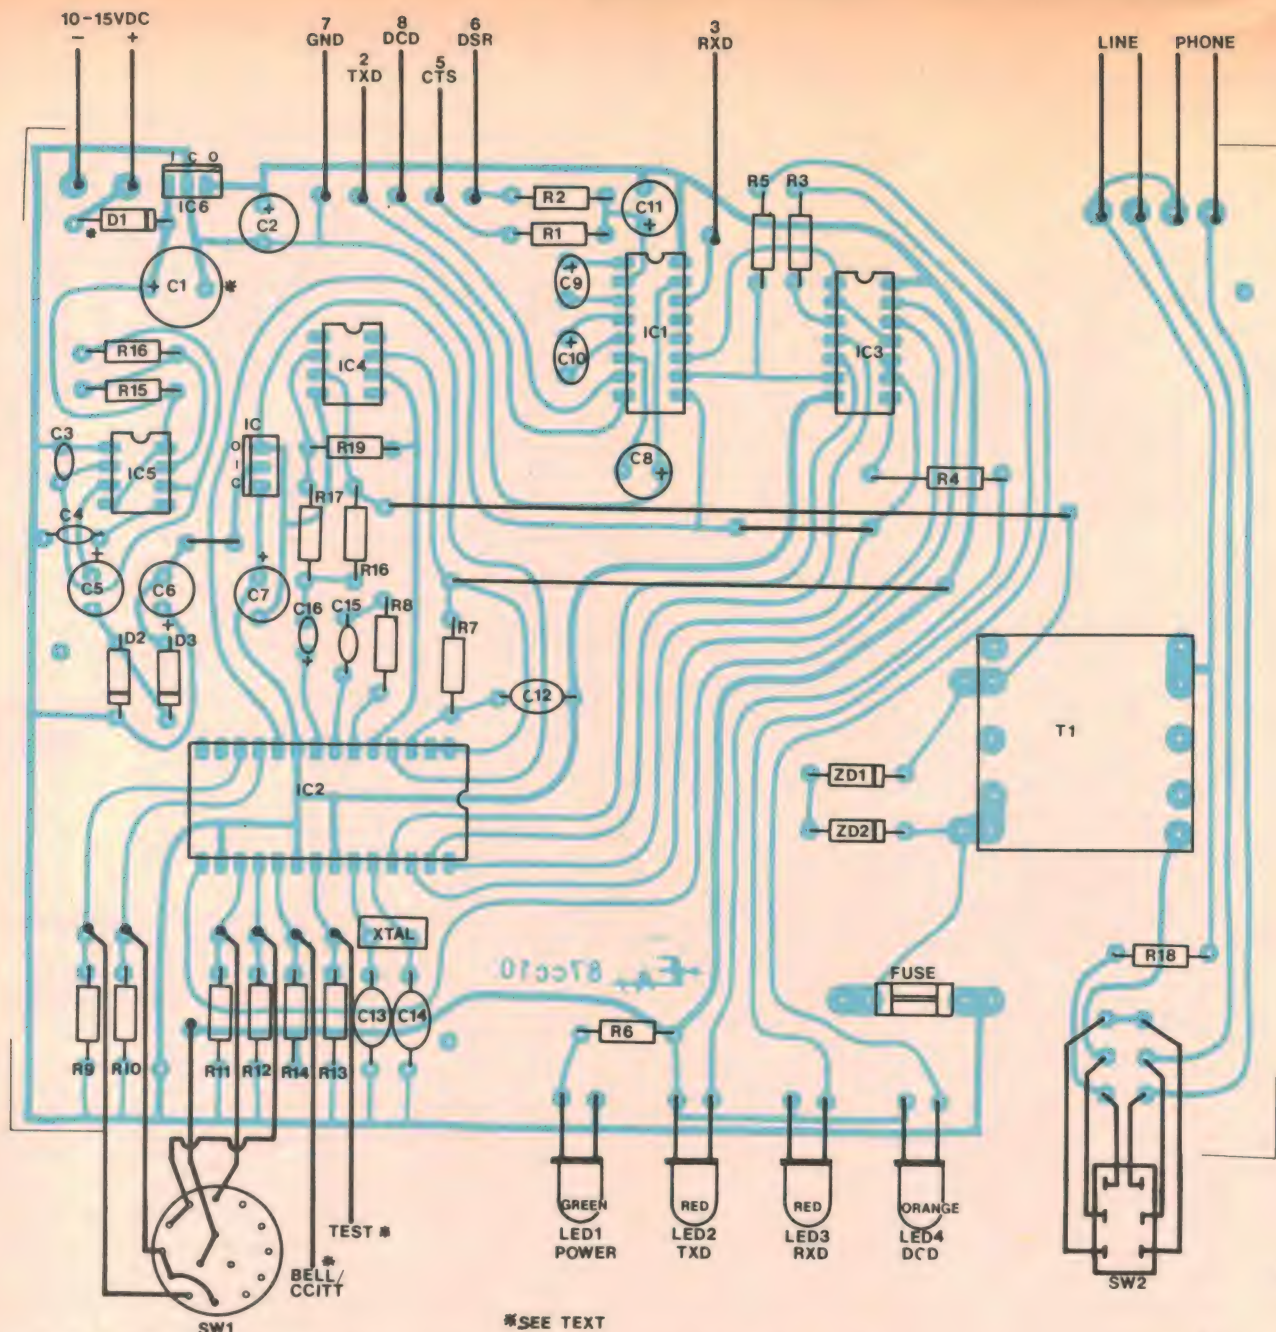 10-15VDC
- +
7
GND
2
TXD
8
DCD
5
CTS
6
DSR
3
RXD
LINE PHONE
I C O
IC6
D1
*
C2
R2
R1
C11
R5 R3
C1
*
C9
C10
IC1
IC3
R16
R15
IC4
C3
IC5
IC
O
I
C
R19
C8
R4
C4
R17
R16
C5
C6
C7
C16
C15
R8
R7
D2
D3
C12
T1
ZD1
ZD2
IC2
XTAL
EA 87cc10
FUSE
R18
C13 C14
R6
R9 R10 R11 R12 R14 R13
GREEN
LED1
POWER
RED
LED2
TXD
RED
LED3
RXD
ORANGE
LED4
DCD
TEST *
*
BELL/
CCITT
SW1
SW2
*SEE TEXT